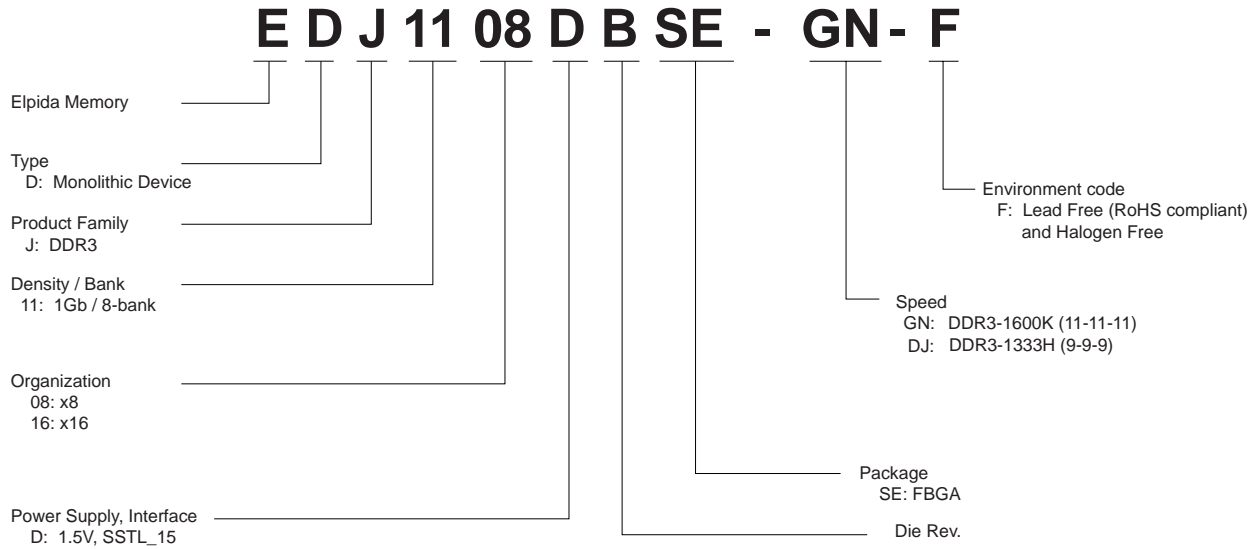 E D J 11 08 D B SE - GN - F
Elpida Memory
Type
D: Monolithic Device
Product Family
J: DDR3
Density / Bank
11: 1Gb / 8-bank
Organization
08: x8
16: x16
Power Supply, Interface
D: 1.5V, SSTL_15
Environment code
F: Lead Free (RoHS compliant)
and Halogen Free
Speed
GN: DDR3-1600K (11-11-11)
DJ: DDR3-1333H (9-9-9)
Package
SE: FBGA
Die Rev.